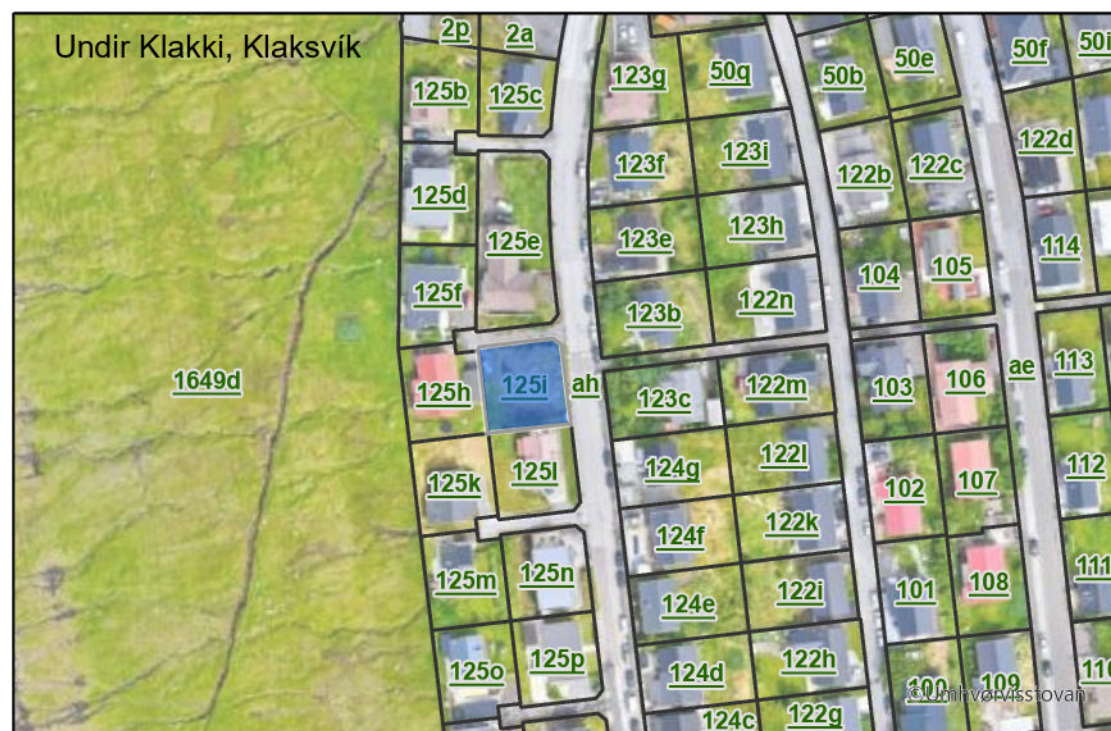 Undir Klakki, Klaksvík
2p
2a
123g
50q
50b
50e
50f
50i
125b
125c
123f
123i
122b
122c
122d
125d
125e
123e
123h
104
105
114
125f
123b
122n
1649d
125h
125i
ah
123c
122m
103
106
ae
113
125k
125l
124g
122l
102
107
112
125m
125n
124f
122k
101
108
111
124e
122i
125o
125p
124d
122h
100
109
110
124c
122g
©Umhvørvisstovan